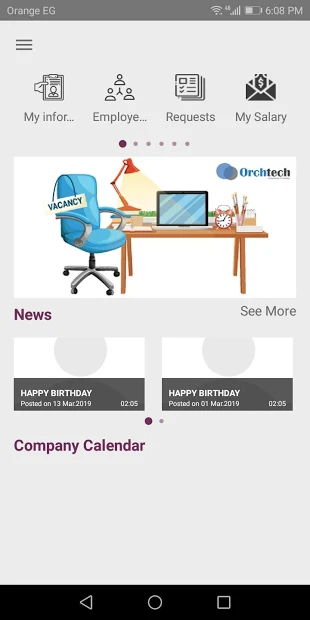 Orange EG
4G
6:08 PM
My infor...
Employe...
Requests
My Salary
VACANCY
Orchtech
News
See More
HAPPY BIRTHDAY
Posted on 13 Mar.2019 02:05
HAPPY BIRTHDAY
Posted on 01 Mar.2019 02:05
Company Calendar